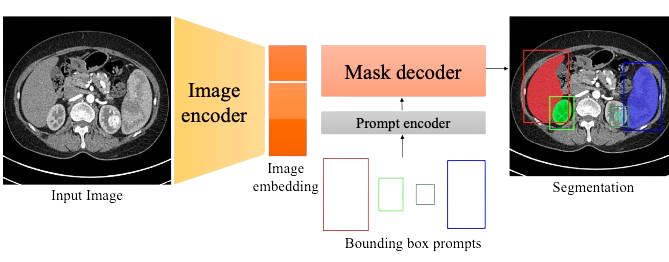 Input Image
Image
encoder
Image
embedding
Mask decoder
Prompt encoder
Bounding box prompts
Segmentation